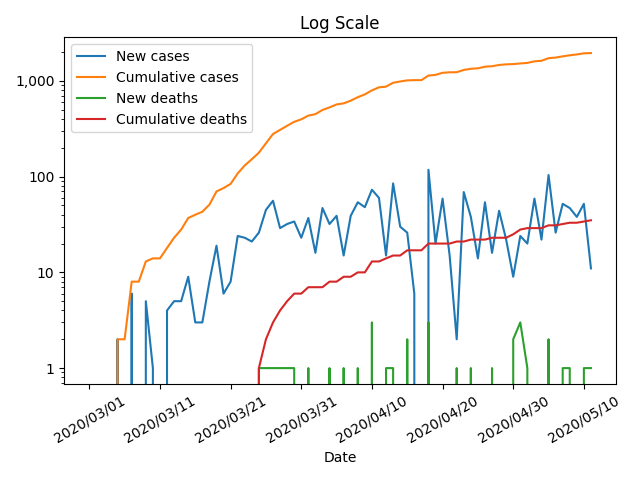 Log Scale
New cases
Cumulative cases
New deaths
Cumulative deaths
1,000
100
10
1
2020/03/01
2020/03/11
2020/03/21
2020/03/31
2020/04/10
2020/04/20
2020/04/30
2020/05/10
Date